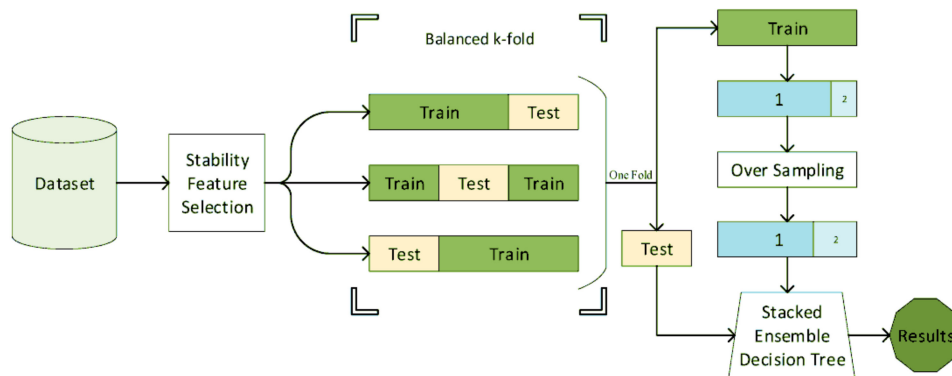 Dataset
Stability
Feature
Selection
Balanced k-fold
Train Test
Train Test Train
Test Train
One Fold
Train
1 2
Over Sampling
1 2
Test
Stacked
Ensemble
Decision Tree
Results